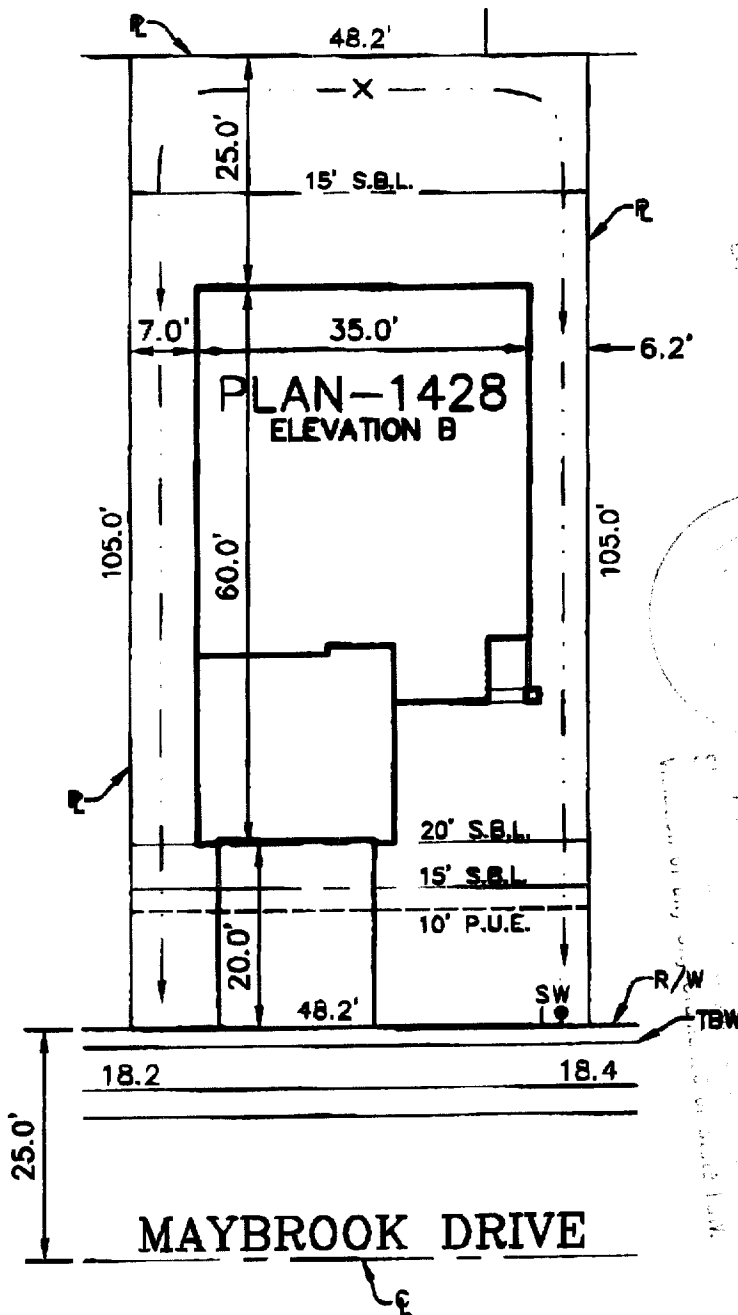 ℄
48.2'
X
25.0'
15' S.B.L.
℄
7.0'
35.0'
6.2'
PLAN-1428
ELEVATION B
105.0'
60.0'
105.0'
℄
20' S.B.L.
15' S.B.L.
10' P.U.E.
20.0'
48.2'
SW
R/W
TBW
18.2
18.4
25.0'
MAYBROOK DRIVE
℄